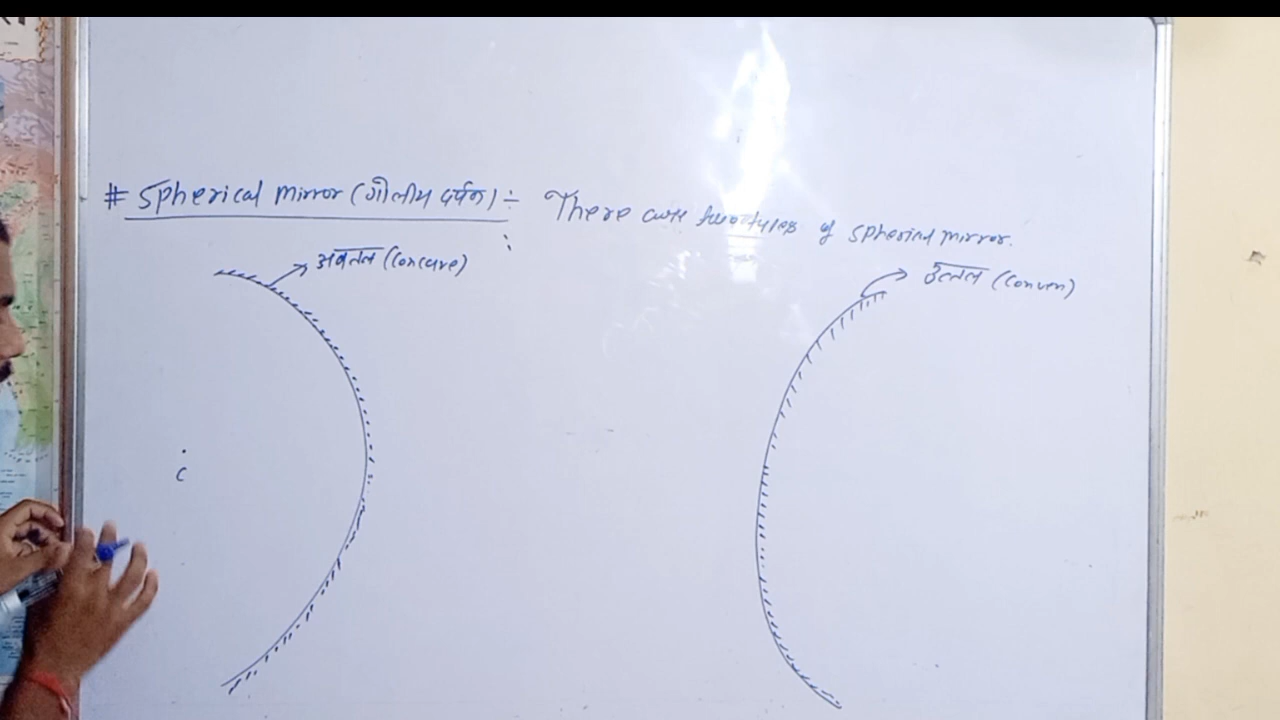 # Spherical mirror (गोलीय दर्पण) ÷ There are two types of spherical mirror.
अवतल (concave)
उत्तल (Convex)
C